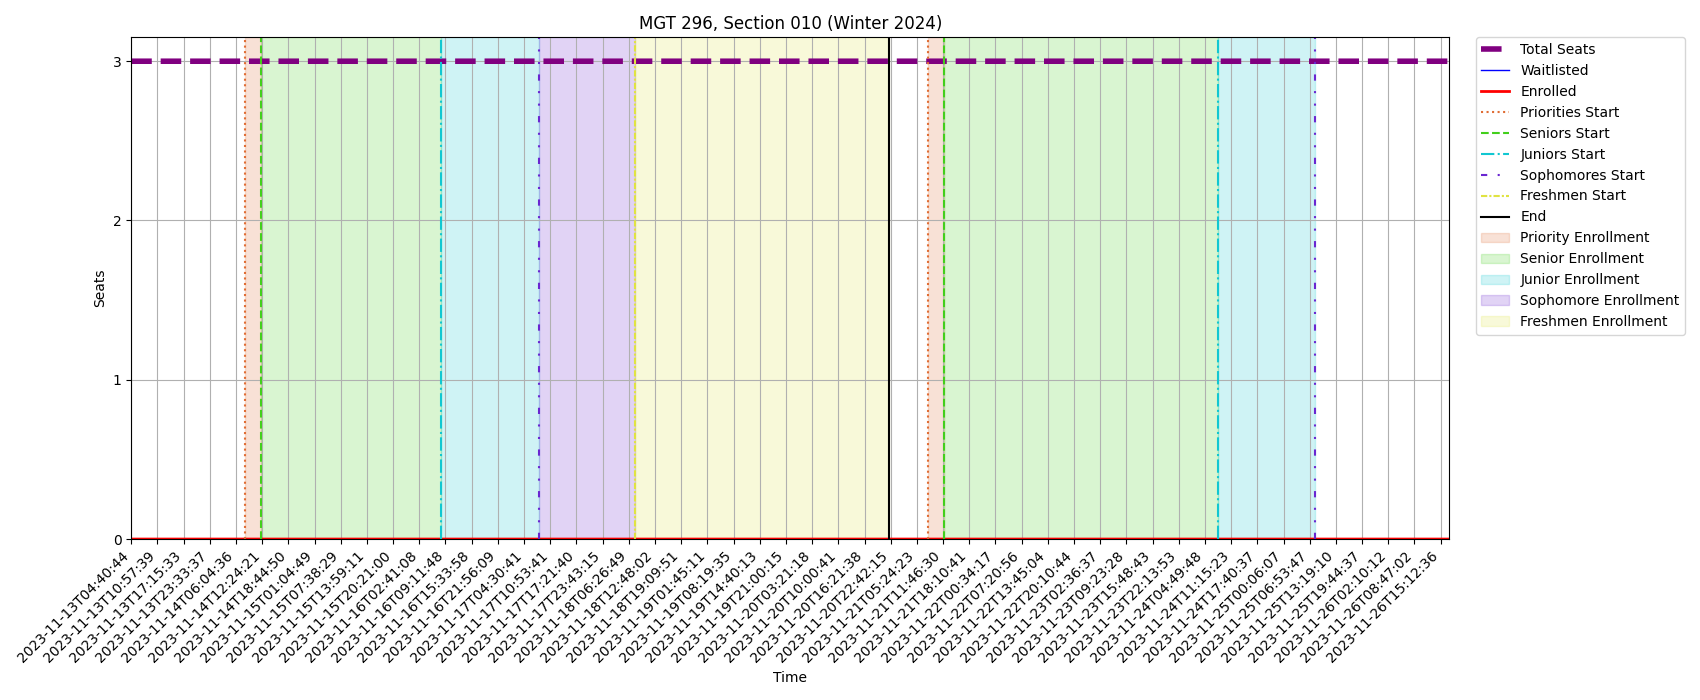 MGT 296, Section 010 (Winter 2024)
Seats
3
2
1
0
2023-11-13T04:40:44
2023-11-13T10:57:39
2023-11-13T17:15:33
2023-11-13T23:33:37
2023-11-14T06:04:36
2023-11-14T12:24:21
2023-11-14T18:44:50
2023-11-15T01:04:49
2023-11-15T07:38:29
2023-11-15T13:59:11
2023-11-15T20:21:00
2023-11-16T02:41:08
2023-11-16T09:11:48
2023-11-16T15:33:58
2023-11-16T21:56:09
2023-11-17T04:30:41
2023-11-17T10:53:41
2023-11-17T17:21:40
2023-11-17T23:43:15
2023-11-18T06:26:49
2023-11-18T12:48:02
2023-11-18T19:09:51
2023-11-19T01:45:11
2023-11-19T08:19:35
2023-11-19T14:40:13
2023-11-19T21:00:15
2023-11-20T03:21:18
2023-11-20T10:00:41
2023-11-20T16:21:38
2023-11-20T22:42:15
2023-11-21T05:24:23
2023-11-21T11:46:30
2023-11-21T18:10:41
2023-11-22T00:34:17
2023-11-22T07:20:56
2023-11-22T13:45:04
2023-11-22T20:10:44
2023-11-23T02:36:37
2023-11-23T09:23:28
2023-11-23T15:48:43
2023-11-23T22:13:53
2023-11-24T04:49:48
2023-11-24T11:15:23
2023-11-24T17:40:37
2023-11-25T00:06:07
2023-11-25T06:53:47
2023-11-25T13:19:10
2023-11-25T19:44:37
2023-11-26T02:10:12
2023-11-26T08:47:02
2023-11-26T15:12:36
Time
Total Seats
Waitlisted
Enrolled
Priorities Start
Seniors Start
Juniors Start
Sophomores Start
Freshmen Start
End
Priority Enrollment
Senior Enrollment
Junior Enrollment
Sophomore Enrollment
Freshmen Enrollment